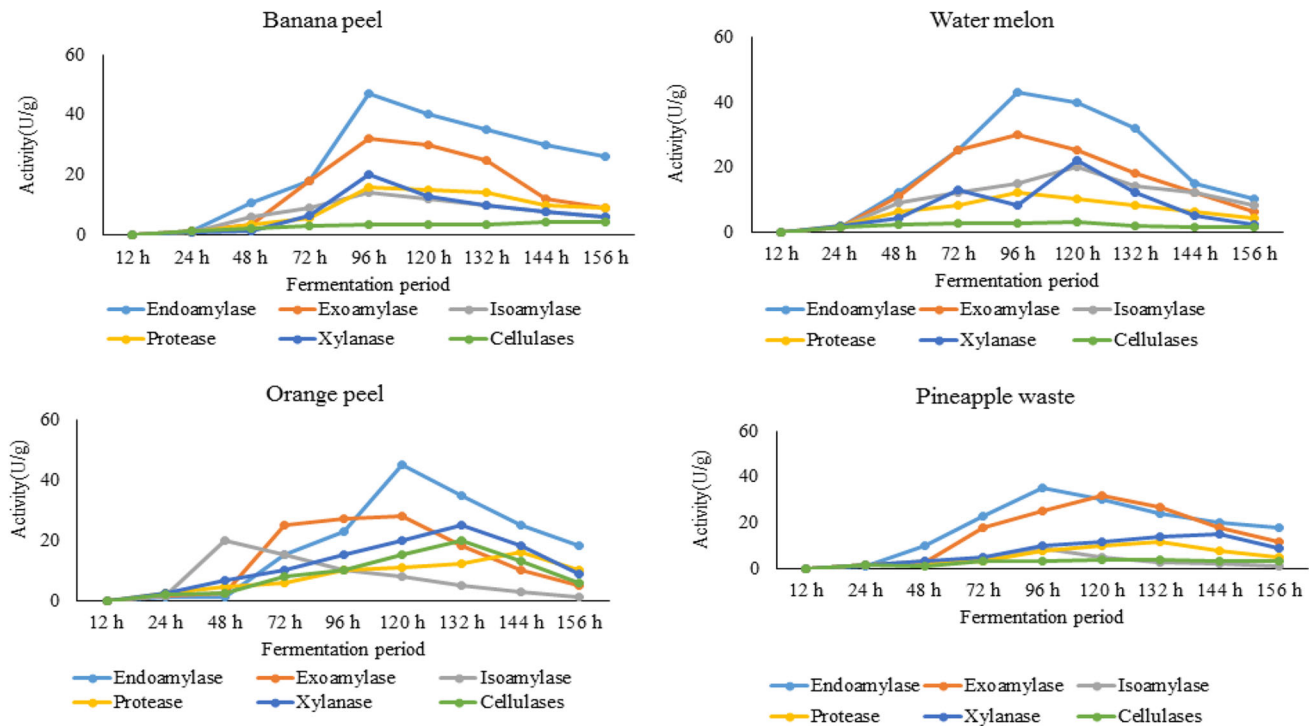 Banana peel
60
40
20
0
Activity(U/g)
12 h 24 h 48 h 72 h 96 h 120 h 132 h 144 h 156 h
Fermentation period
Endoamylase Exoamylase Isoamylase
Protease Xylanase Cellulases
Water melon
60
40
20
0
Activity(U/g)
12 h 24 h 48 h 72 h 96 h 120 h 132 h 144 h 156 h
Fermentation period
Endoamylase Exoamylase Isoamylase
Protease Xylanase Cellulases
Orange peel
60
40
20
0
Activity(U/g)
12 h 24 h 48 h 72 h 96 h 120 h 132 h 144 h 156 h
Fermentation period
Endoamylase Exoamylase Isoamylase
Protease Xylanase Cellulases
Pineapple waste
60
40
20
0
Activity(U/g)
12 h 24 h 48 h 72 h 96 h 120 h 132 h 144 h 156 h
Fermentation period
Endoamylase Exoamylase Isoamylase
Protease Xylanase Cellulases